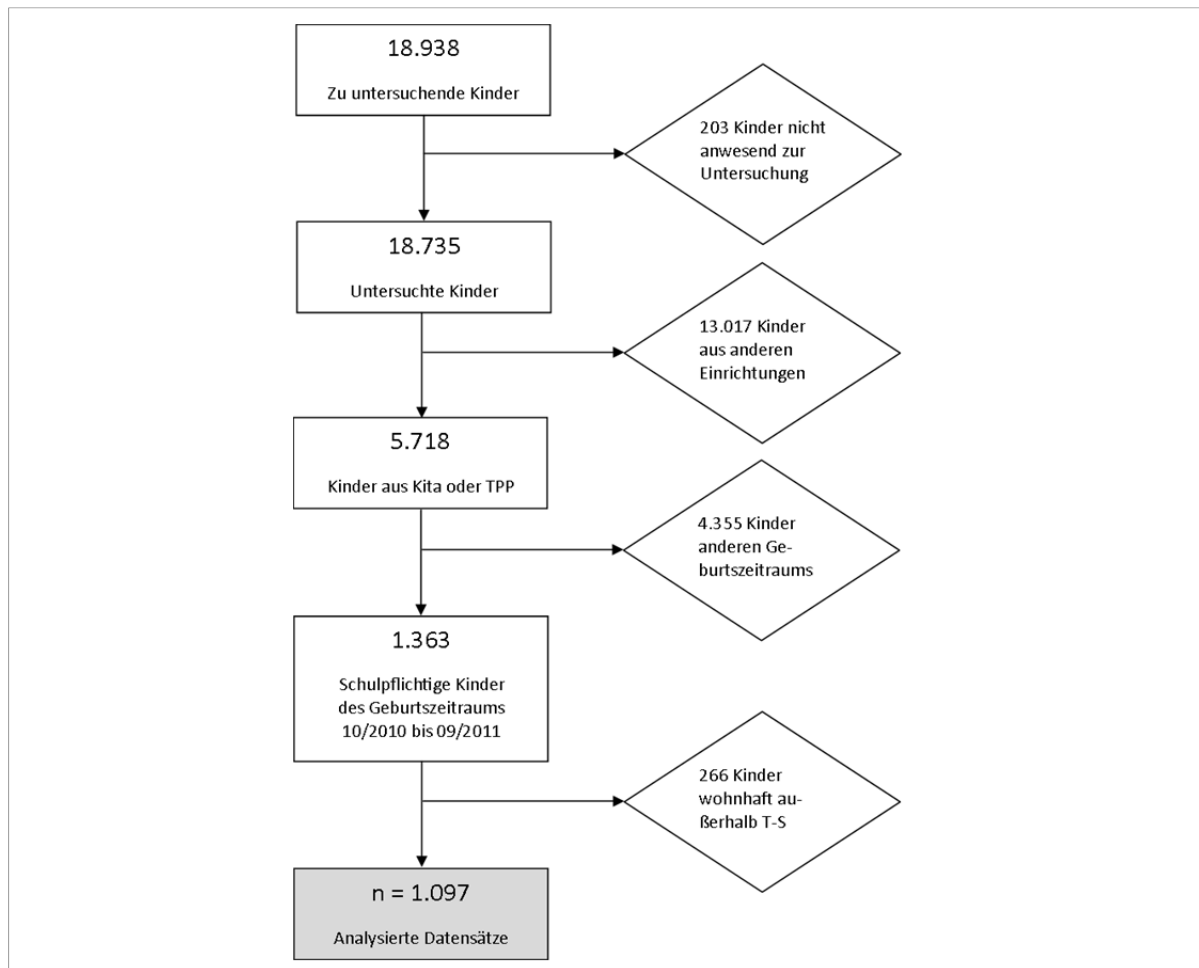 18.938
Zu untersuchende Kinder
203 Kinder nicht
anwesend zur
Untersuchung
18.735
Untersuchte Kinder
13.017 Kinder
aus anderen
Einrichtungen
5.718
Kinder aus Kita oder TPP
4.355 Kinder
anderen Ge-
burtszeitraums
1.363
Schulpflichtige Kinder
des Geburtszeitraums
10/2010 bis 09/2011
266 Kinder
wohnhaft au-
ßerhalb T-S
n = 1.097
Analysierte Datensätze